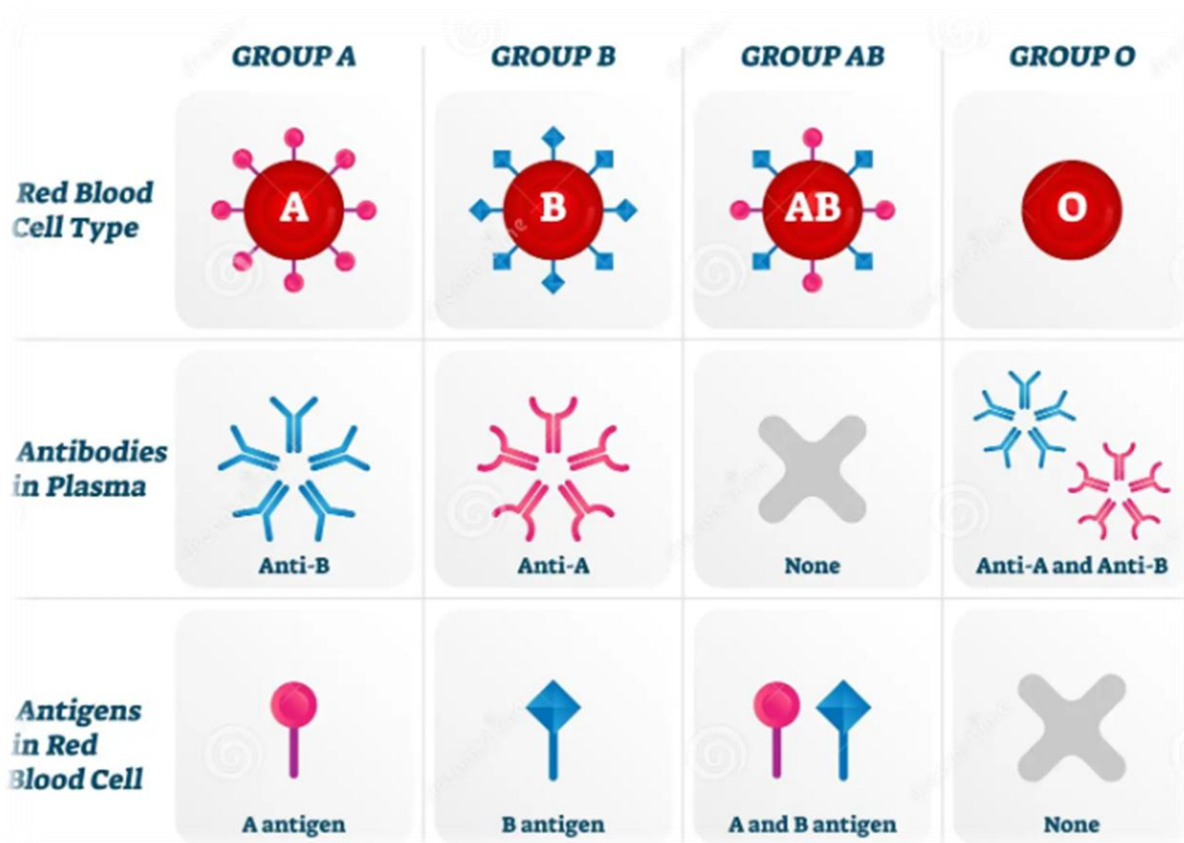 GROUP A
GROUP B
GROUP AB
GROUP O
Red Blood
Cell Type
A
B
AB
O
Antibodies
in Plasma
Anti-B
Anti-A
None
Anti-A and Anti-B
Antigens
in Red
Blood Cell
A antigen
B antigen
A and B antigen
None